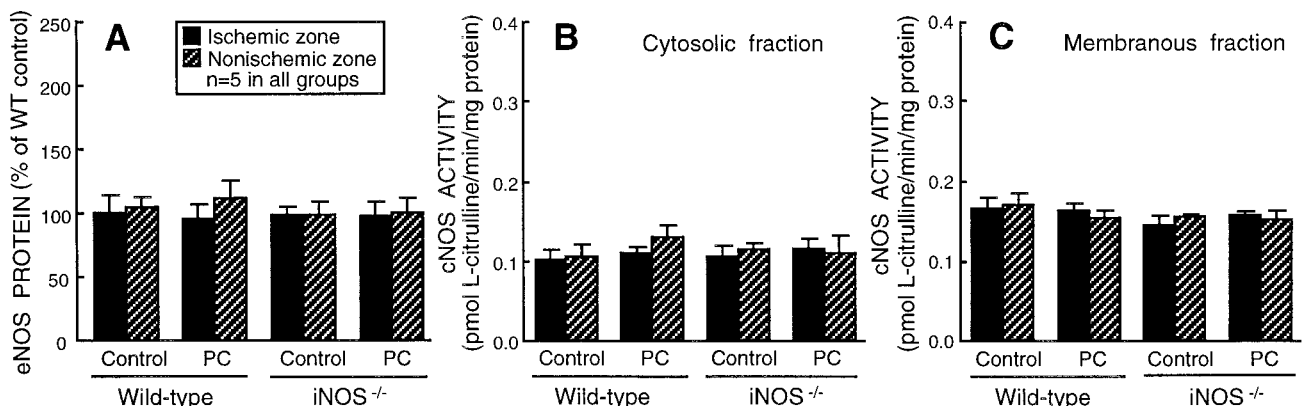 A
eNOS PROTEIN (% of WT control)
250
200
150
100
50
0
Ischemic zone
Nonischemic zone
n=5 in all groups
Control PC Control PC
Wild-type iNOS -/-
B
Cytosolic fraction
cNOS ACTIVITY
(pmol L-citrulline/min/mg protein)
0.4
0.3
0.2
0.1
0.0
Control PC Control PC
Wild-type iNOS -/-
C
Membranous fraction
cNOS ACTIVITY
(pmol L-citrulline/min/mg protein)
0.4
0.3
0.2
0.1
0.0
Control PC Control PC
Wild-type iNOS -/-